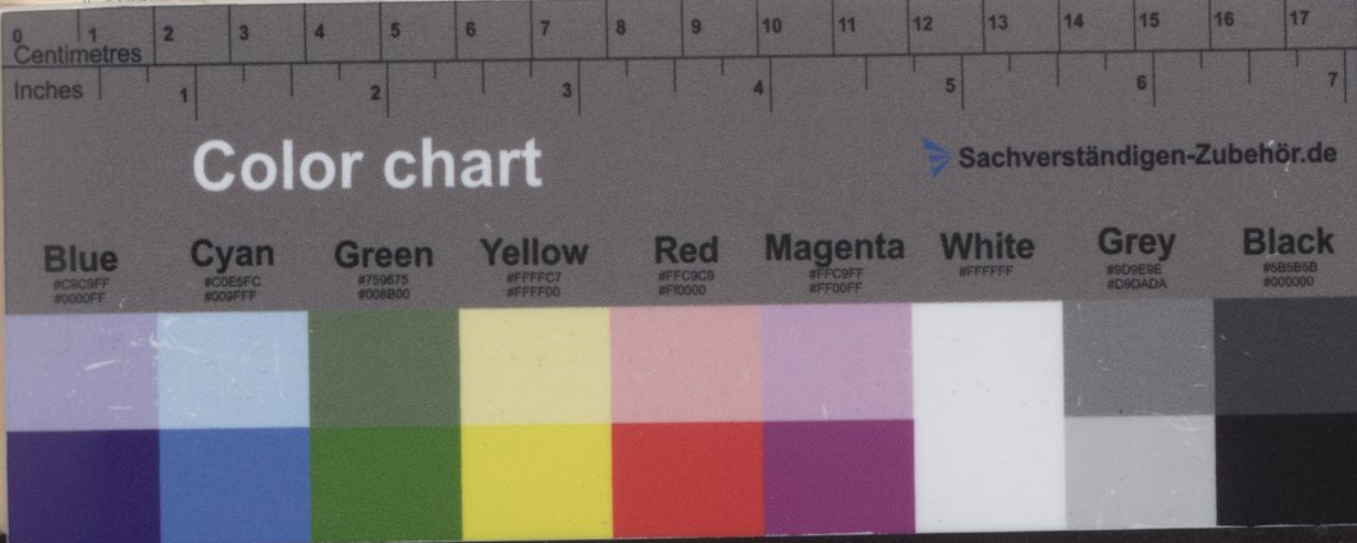 0 1 2 3 4 5 6 7 8 9 10 11 12 13 14 15 16 17
Centimetres
Inches 1 2 3 4 5 6 7
Color chart
Sachverständigen-Zubehör.de
Blue Cyan Green Yellow Red Magenta White Grey Black
#C9C9FF #C0E5FC #759675 #FFFFC7 #FFC9C9 #FFC9FF #FFFFFF #9D9E9E #5B5B5B
#0000FF #009FFF #008B00 #FFFF00 #Ff0000 #FF00FF #D9DADA #000000